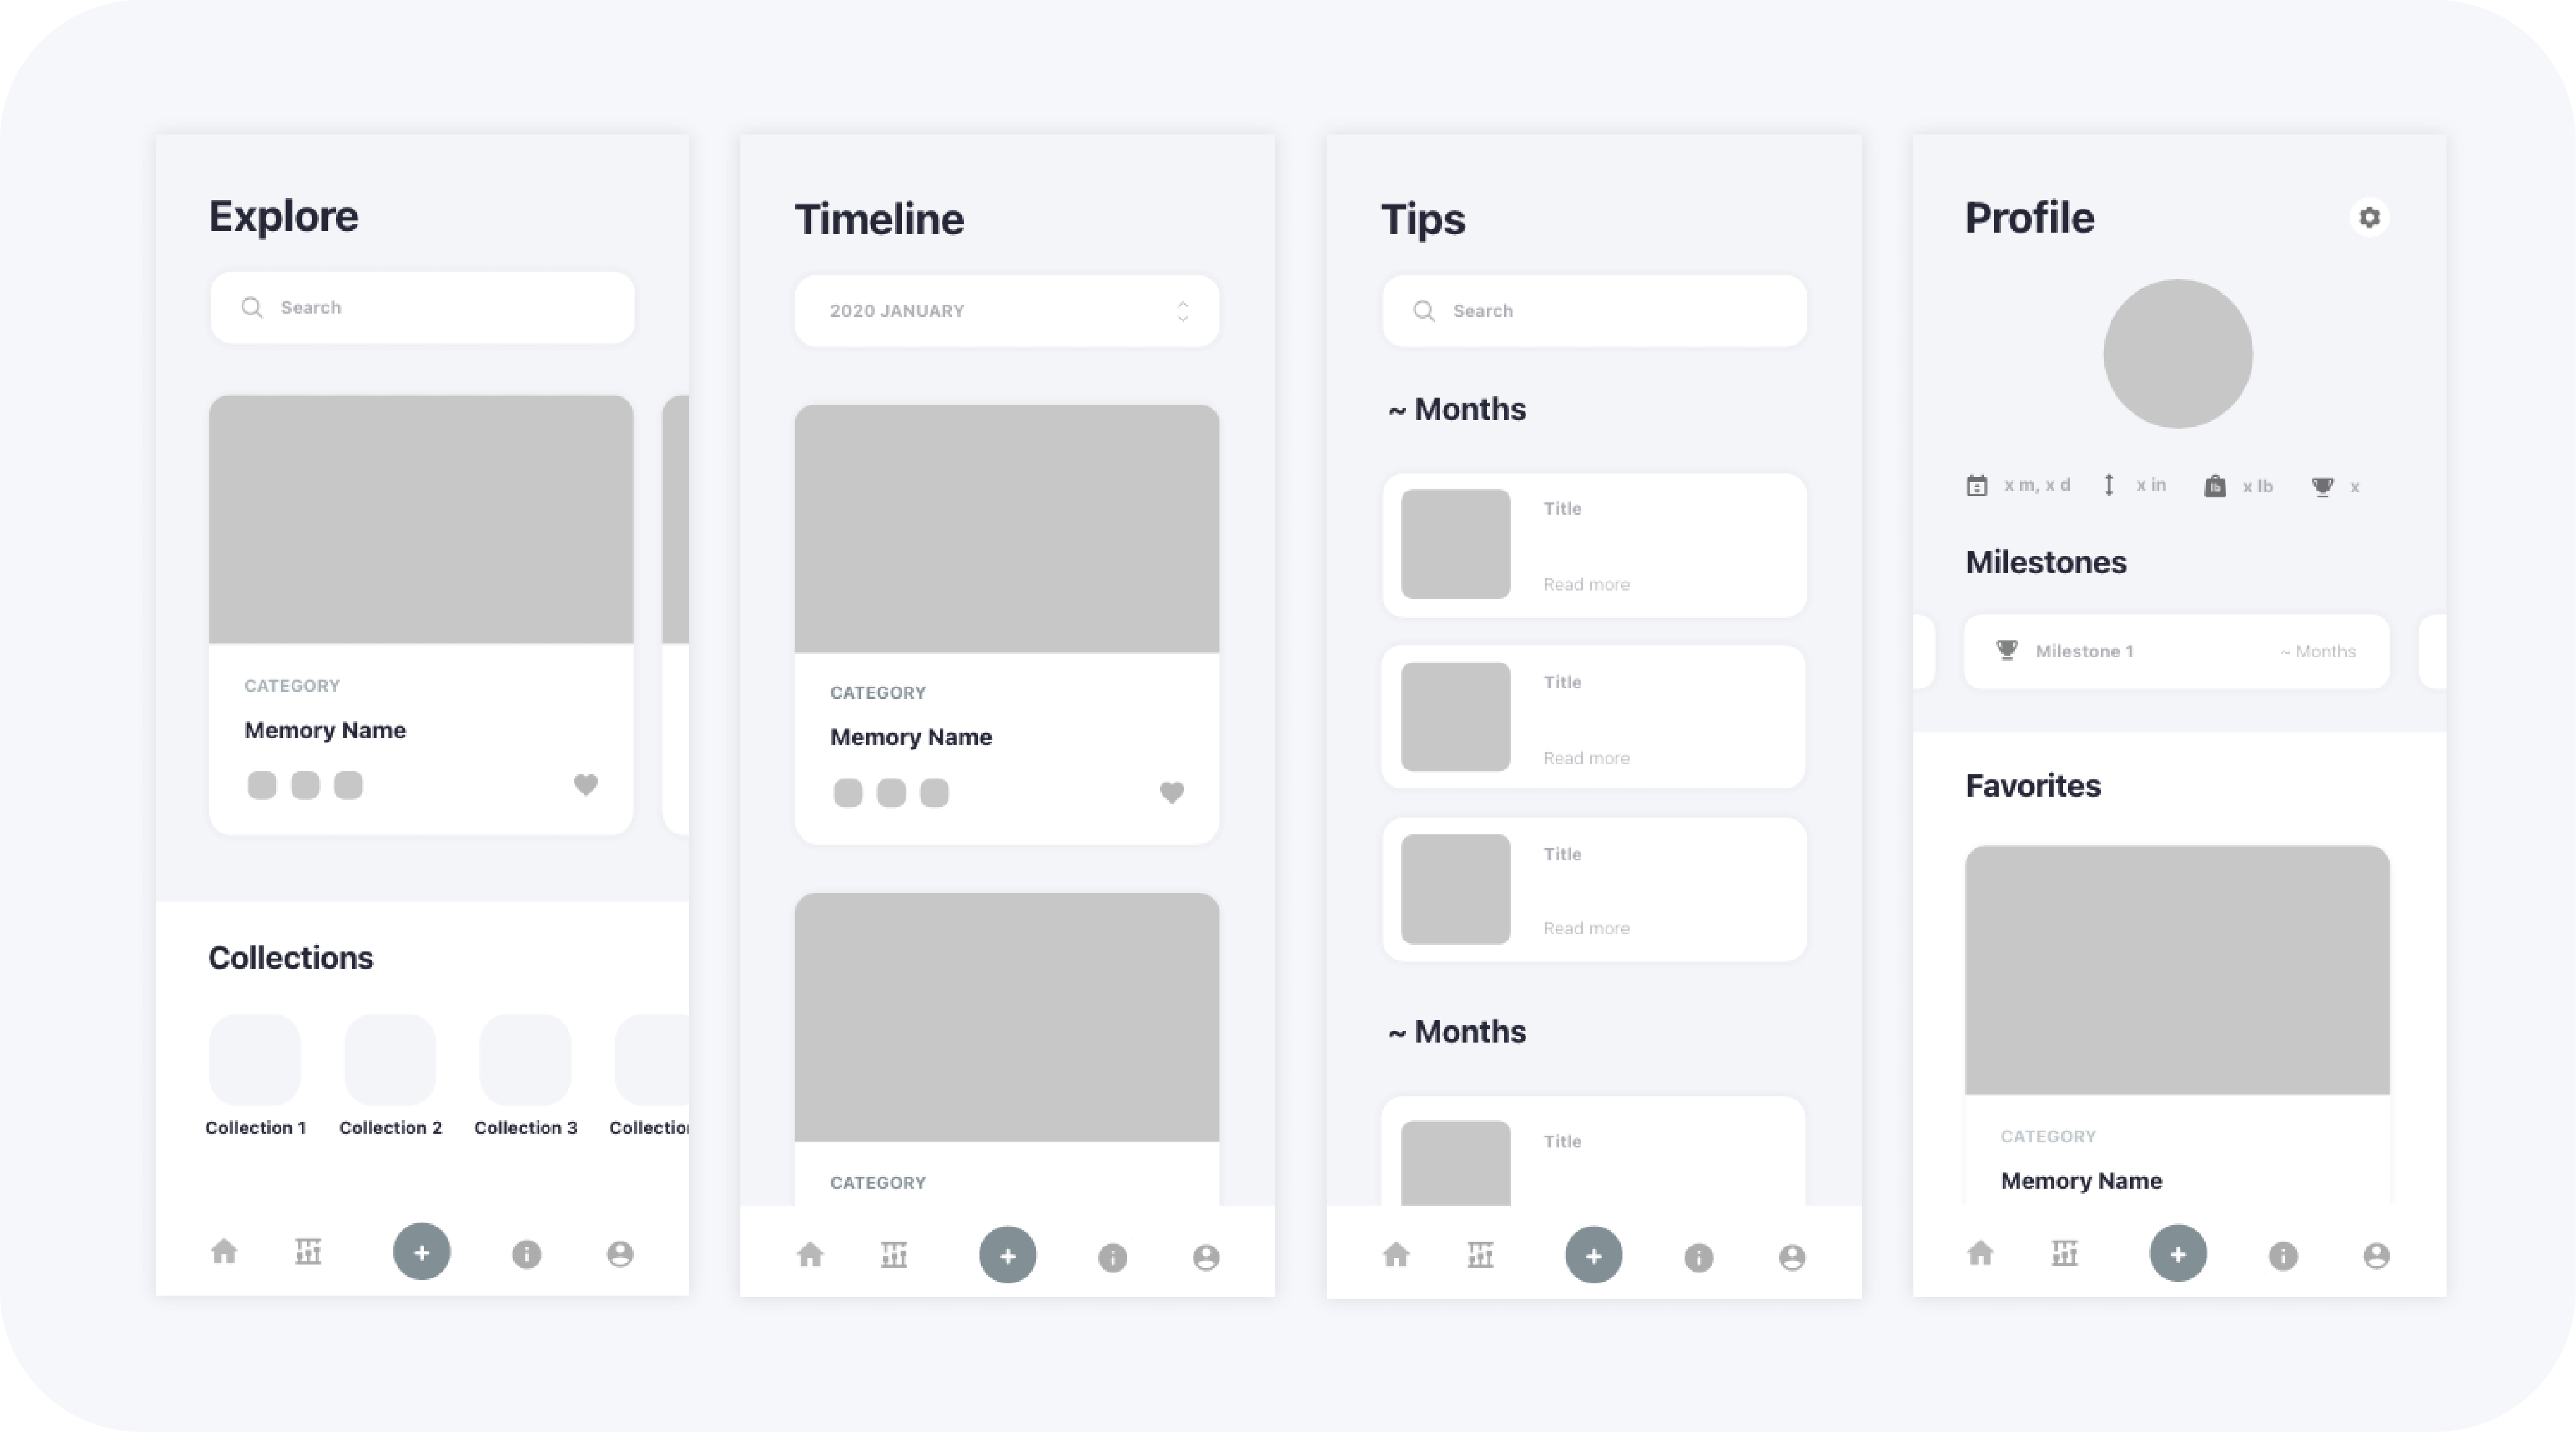 Explore
Search
CATEGORY
Memory Name
Collections
Collection 1
Collection 2
Collection 3
Collection
Timeline
2020 JANUARY
CATEGORY
Memory Name
CATEGORY
Tips
Search
~ Months
Title
Read more
Title
Read more
Title
Read more
~ Months
Title
Profile
x m, x d
x in
lb
x lb
x
Milestones
Milestone 1
~ Months
Favorites
CATEGORY
Memory Name